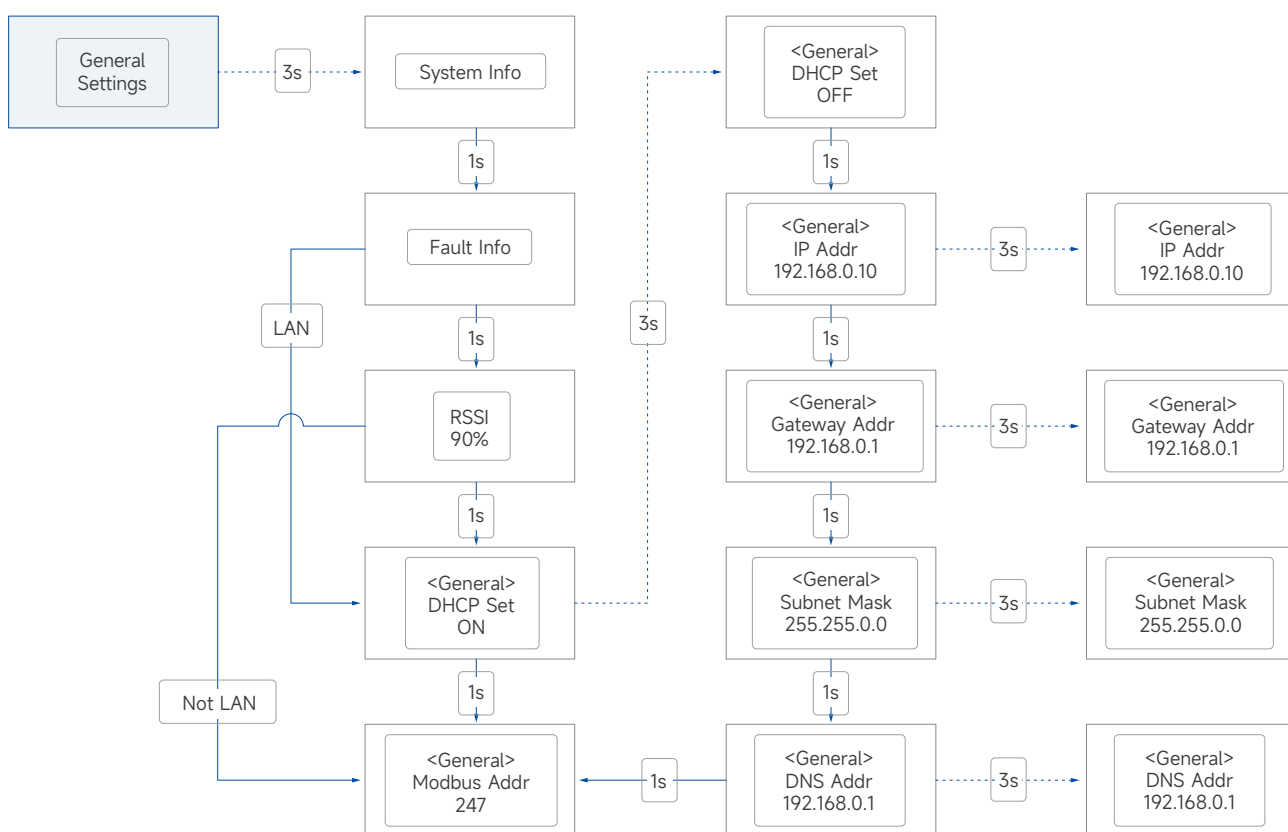 General
Settings
3s
System Info
1s
Fault Info
LAN
1s
RSSI
90%
1s
<General>
DHCP Set
ON
Not LAN
1s
<General>
Modbus Addr
247
3s
<General>
DHCP Set
OFF
1s
<General>
IP Addr
192.168.0.10
3s
<General>
IP Addr
192.168.0.10
1s
<General>
Gateway Addr
192.168.0.1
3s
<General>
Gateway Addr
192.168.0.1
1s
<General>
Subnet Mask
255.255.0.0
3s
<General>
Subnet Mask
255.255.0.0
1s
1s
<General>
DNS Addr
192.168.0.1
3s
<General>
DNS Addr
192.168.0.1